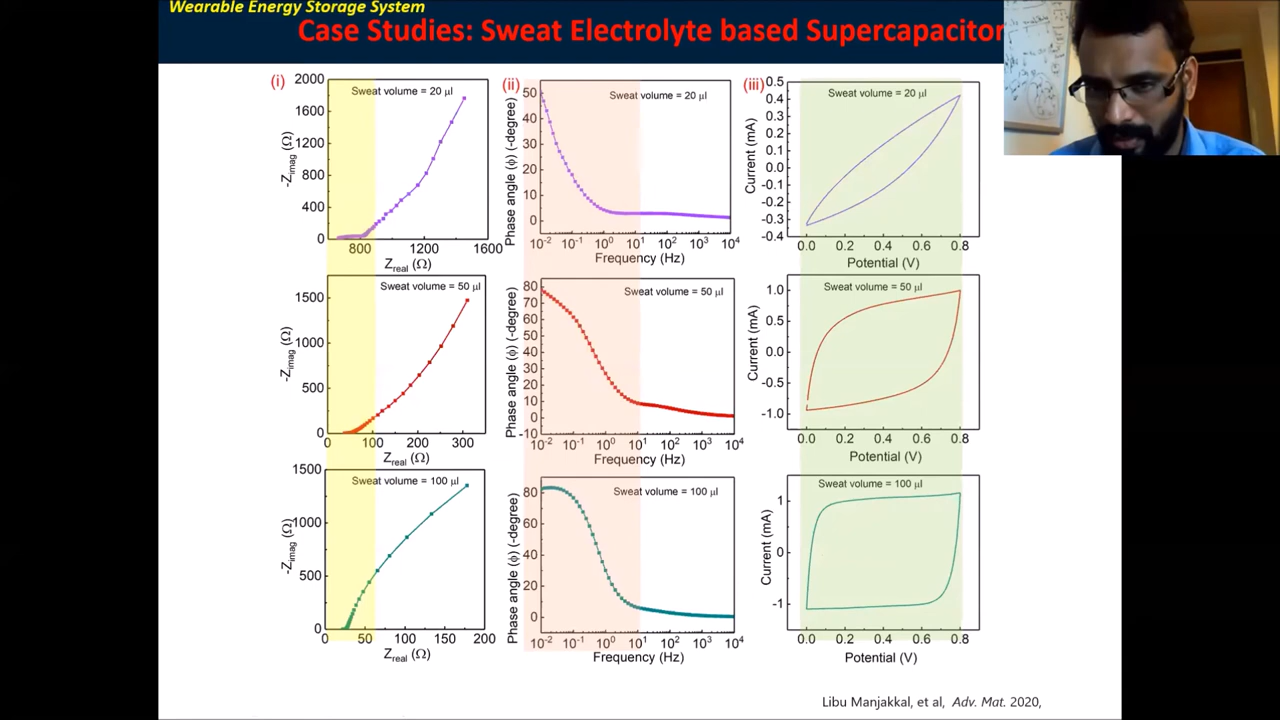 Wearable Energy Storage System
Case Studies: Sweat Electrolyte based Supercapacitor
(i)
2000
1600
1200
800
400
0
-Zimag (Ω)
Sweat volume = 20 µl
800
1200
1600
Zreal (Ω)
(ii)
50
40
30
20
10
0
Phase angle (ϕ) (-degree)
Sweat volume = 20 µl
10-2 10-1 100 101 102 103 104
Frequency (Hz)
(iii)
0.5
0.4
0.3
0.2
0.1
0.0
-0.1
-0.2
-0.3
-0.4
Current (mA)
Sweat volume = 20 µl
0.0 0.2 0.4 0.6 0.8
Potential (V)
1500
1000
500
0
-Zimag (Ω)
Sweat volume = 50 µl
0 100 200 300
Zreal (Ω)
80
70
60
50
40
30
20
10
0
-10
Phase angle (ϕ) (-degree)
Sweat volume = 50 µl
10-2 10-1 100 101 102 103 104
Frequency (Hz)
1.0
0.5
0.0
-0.5
-1.0
Current (mA)
Sweat volume = 50 µl
0.0 0.2 0.4 0.6 0.8
Potential (V)
1500
1000
500
0
-Zimag (Ω)
Sweat volume = 100 µl
0 50 100 150 200
Zreal (Ω)
80
60
40
20
0
Phase angle (ϕ) (-degree)
Sweat volume = 100 µl
10-2 10-1 100 101 102 103 104
Frequency (Hz)
1
0
-1
Current (mA)
Sweat volume = 100 µl
0.0 0.2 0.4 0.6 0.8
Potential (V)
Libu Manjakkal, et al, Adv. Mat. 2020,